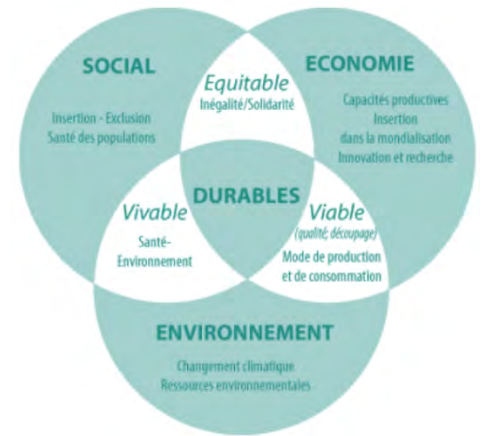 SOCIAL
Insertion - Exclusion
Santé des populations
Equitable
Inégalité/Solidarité
ECONOMIE
Capacités productives
Insertion
dans la mondialisation
Innovation et recherche
DURABLES
Vivable
Santé-
Environnement
Viable
(qualité, découpage)
Mode de production
et de consommation
ENVIRONNEMENT
Changement climatique
Ressources environnementales